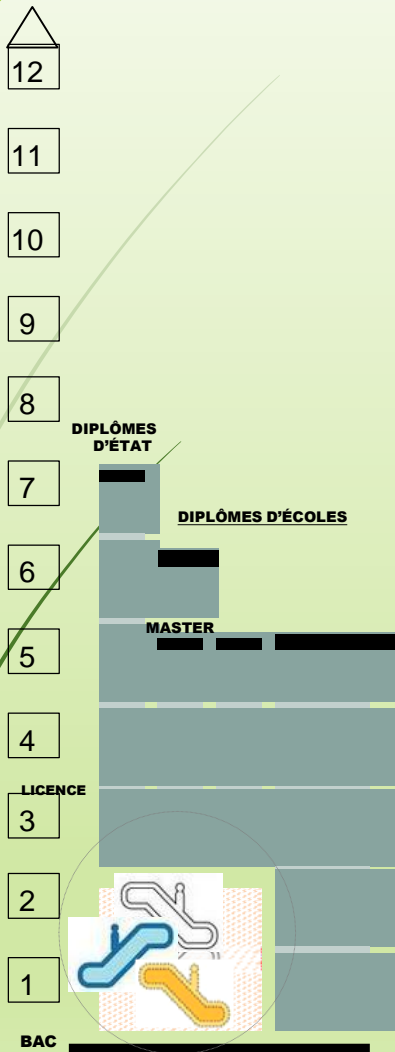 12
11
10
9
8
DIPLÔMES
D'ÉTAT
7
DIPLÔMES D'ÉCOLES
6
MASTER
5
4
LICENCE
3
2
1
BAC